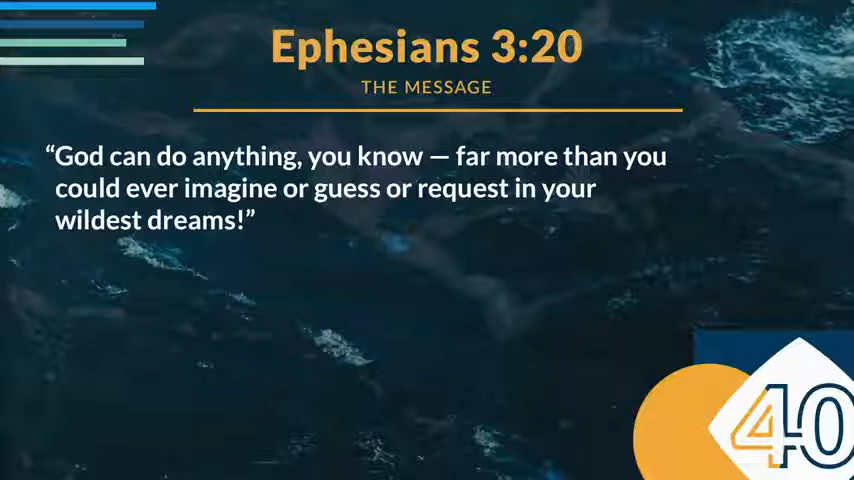 Ephesians 3:20
THE MESSAGE
“God can do anything, you know — far more than you
could ever imagine or guess or request in your
wildest dreams!”
40